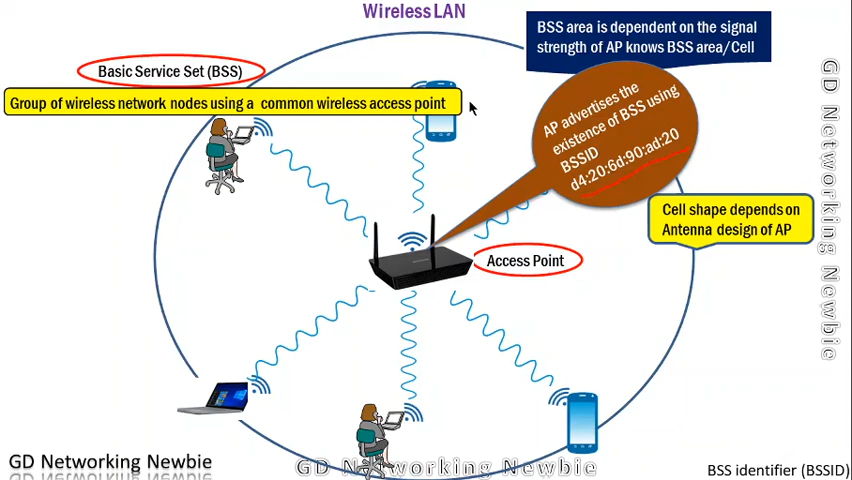 Wireless LAN
BSS area is dependent on the signal
strength of AP knows BSS area/Cell
Basic Service Set (BSS)
Group of wireless network nodes using a common wireless access point
AP advertises the
existence of BSS using
BSSID
d4:20:6d:90:ad:20
Cell shape depends on
Antenna design of AP
Access Point
GD Networking Newbie
GD Networking Newbie
GD Networking Newbie
BSS identifier (BSSID)